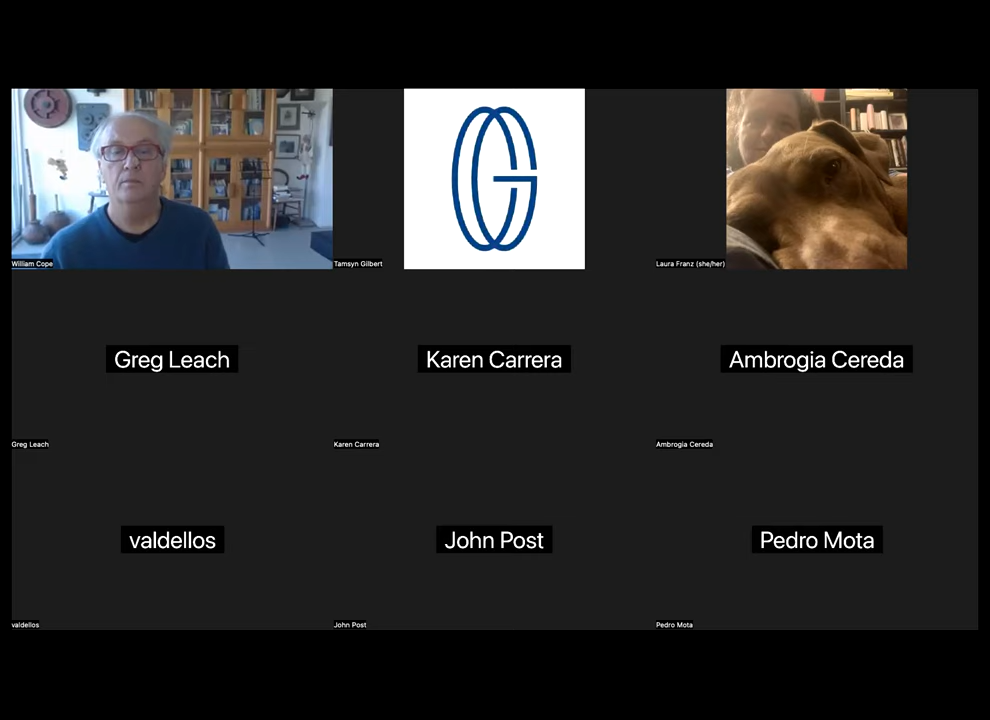 William Cope
Tamsyn Gilbert
Laura Franz (she/her)
Greg Leach
Karen Carrera
Ambrogia Cereda
Greg Leach
Karen Carrera
Ambrogia Cereda
valdellos
John Post
Pedro Mota
valdellos
John Post
Pedro Mota